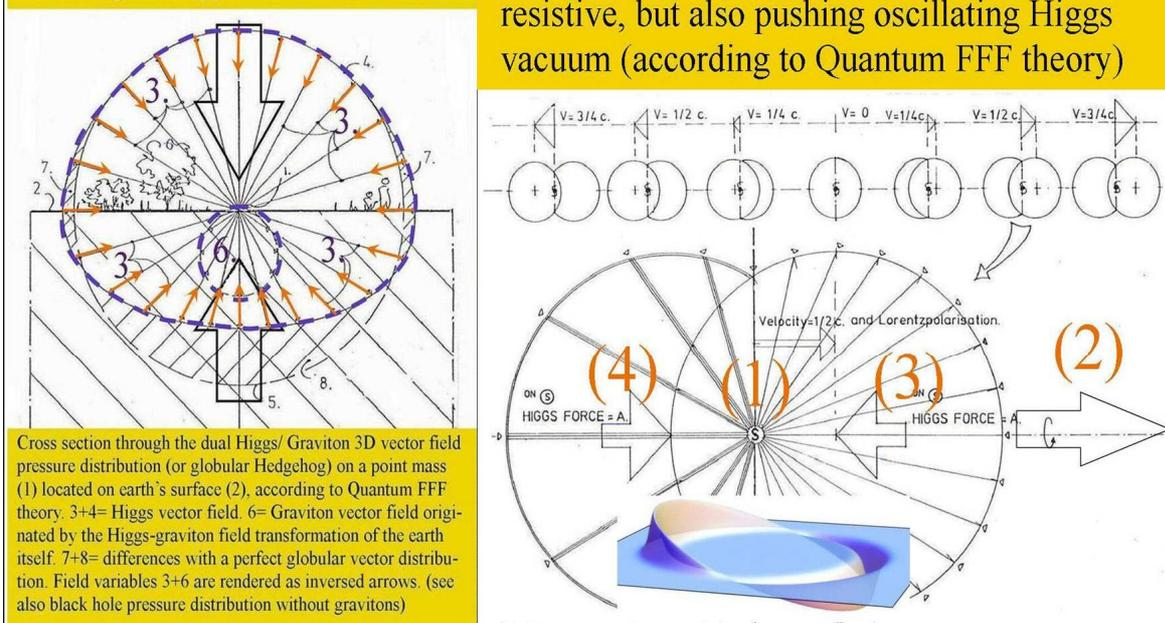 resistive, but also pushing oscillating Higgs
vacuum (according to Quantum FFF theory)
4.
3.
3.
6
7.
7.
1.
2.
3
6.
3.
8.
5.
Cross section through the dual Higgs/ Graviton 3D vector field
pressure distribution (or globular Hedgehog) on a point mass
(1) located on earth's surface (2), according to Quantum FFF
theory. 3+4= Higgs vector field. 6= Graviton vector field origi-
nated by the Higgs-graviton field transformation of the earth
itself. 7+8= differences with a perfect globular vector distribu-
tion. Field variables 3+6 are rendered as inversed arrows. (see
also black hole pressure distribution without gravitons)
V= 3/4 c. V= 1/2 c. V= 1/4 c. V= 0 V=1/4c. V=1/2 c. V=3/4c.
+ S + S + S S S + S + S +
Velocity=1/2 c. and Lorentzpolarisation.
(4) (1) (3) (2)
ON S
HIGGS FORCE = A.
ON S
HIGGS FORCE = A.
S